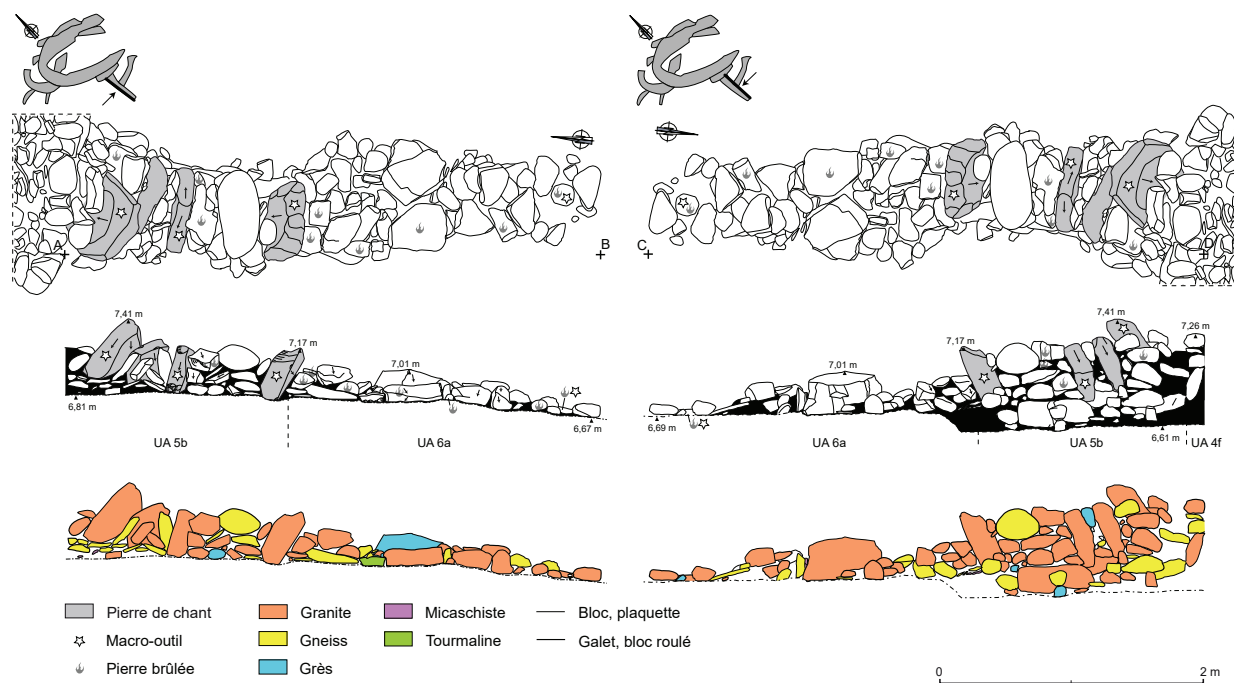 A
B
C
D
7,41 m
7,17 m
7,01 m
6,81 m
6,67 m
UA 5b
UA 6a
7,41 m
7,26 m
7,17 m
7,01 m
6,69 m
6,61 m
UA 6a
UA 5b
UA 4f
Pierre de chant
Macro-outil
Pierre brûlée
Granite
Gneiss
Grès
Micaschiste
Tourmaline
Bloc, plaquette
Galet, bloc roulé
0
2 m